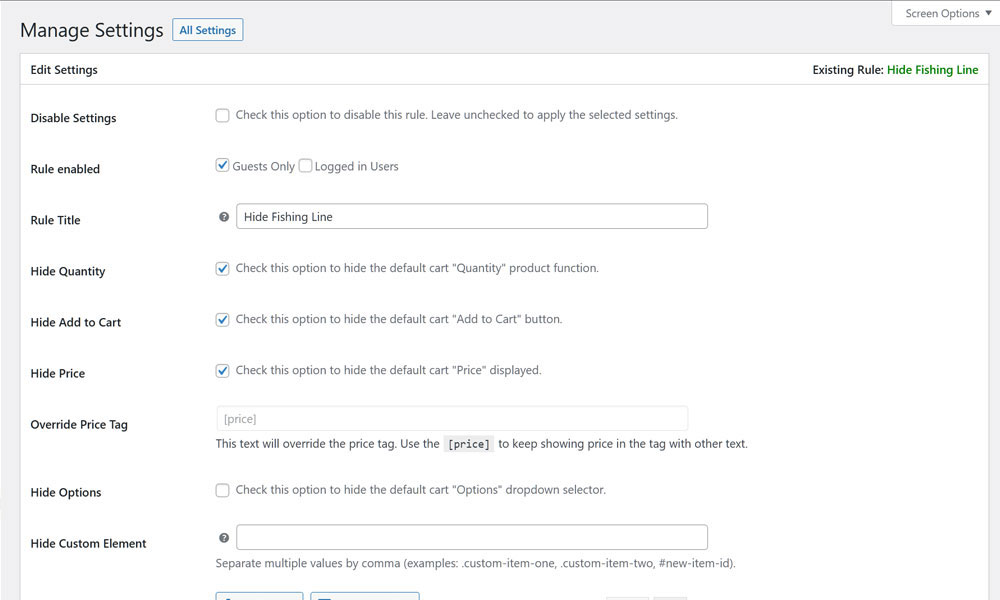 Screen Options
Manage Settings All Settings
Edit Settings Existing Rule: Hide Fishing Line
Disable Settings Check this option to disable this rule. Leave unchecked to apply the selected settings.
Rule enabled Guests Only Logged in Users
Rule Title Hide Fishing Line
Hide Quantity Check this option to hide the default cart "Quantity" product function.
Hide Add to Cart Check this option to hide the default cart "Add to Cart" button.
Hide Price Check this option to hide the default cart "Price" displayed.
Override Price Tag [price]
This text will override the price tag. Use the [price] to keep showing price in the tag with other text.
Hide Options Check this option to hide the default cart "Options" dropdown selector.
Hide Custom Element
Separate multiple values by comma (examples: .custom-item-one, .custom-item-two, #new-item-id).